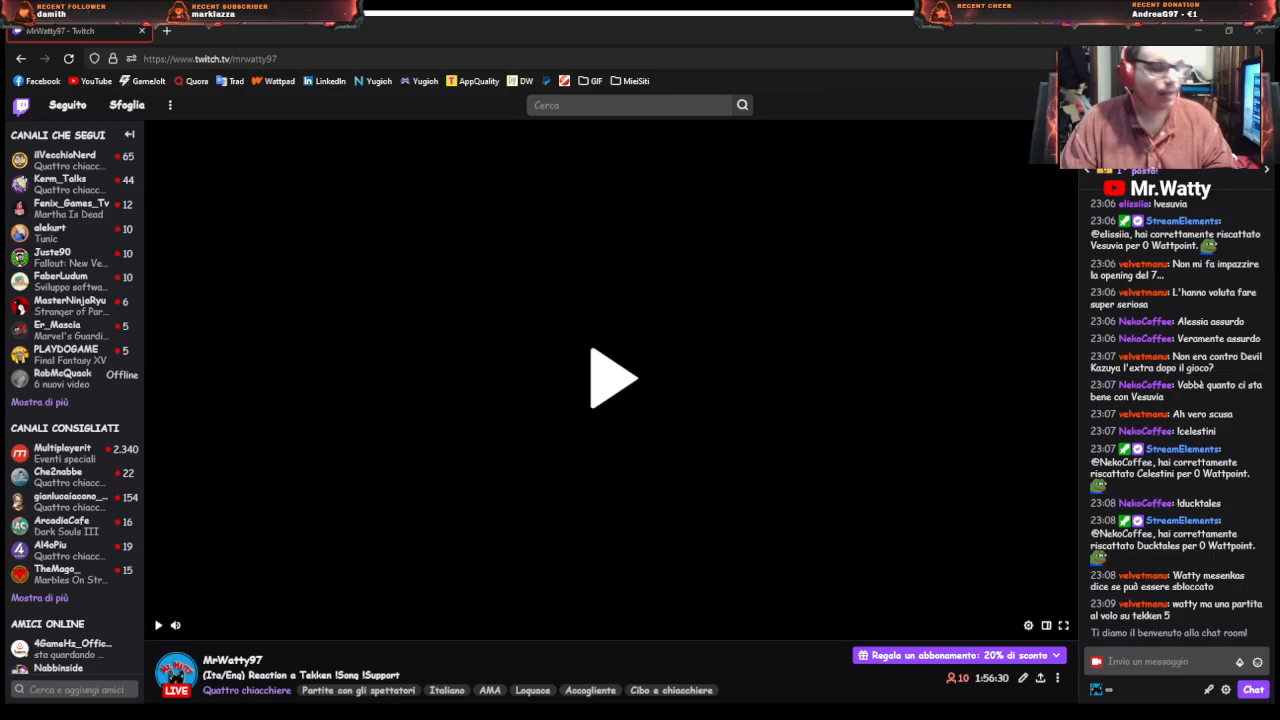 RECENT FOLLOWER
damith
RECENT SUBSCRIBER
marklazza
RECENT CHEER
RECENT DONATION
AndreaG97 - €1
MrWatty97 - Twitch
https://www.twitch.tv/mrwatty97
Facebook
YouTube
GameJolt
Quora
Trad
Wattpad
LinkedIn
Yugioh
Yugioh
AppQuality
DW
GIF
MieiSiti
Seguito
Sfoglia
Cerca
CANALI CHE SEGUI
ilVecchioNerd
65
Quattro chiacc...
Kerm_Talks
44
Quattro chiacc...
Fenix_Games_Tv
12
Martha Is Dead
alekurt
10
Tunic
Juste90
10
Fallout: New Ve...
FaberLudum
10
Sviluppo softwa...
MasterNinjaRyu
6
Stranger of Par...
Er_Mascia
5
Marvel's Guardi...
PLAYDOGAME
5
Final Fantasy XV
RobMcQuack
Offline
6 nuovi video
Mostra di più
CANALI CONSIGLIATI
Multiplayerit
2.340
Eventi speciali
Che2nabbe
22
Quattro chiacc...
gianlucaiacono_...
154
Quattro chiacc...
ArcadiaCafe
16
Dark Souls III
Al4oPiu
19
Quattro chiacc...
TheMago_
15
Marbles On Str...
Mostra di più
AMICI ONLINE
4GameHz_Offic...
sta guardando ...
Nabbinside
Cerca e aggiungi amici
MrWatty97
(Ita/Eng) Reaction a Tekken !Song !Support
LIVE
Quattro chiacchiere
Partite con gli spettatori
Italiano
AMA
Loquace
Accogliente
Cibo e chiacchiere
Regala un abbonamento: 20% di sconto
10
1:56:30
1° posto!
Mr.Watty
23:06 elissiia: !vesuvia
23:06 StreamElements:
@elissiia, hai correttamente riscattato
Vesuvia per 0 Wattpoint.
23:06 velvetmanu: Non mi fa impazzire
la opening del 7...
23:06 velvetmanu: L'hanno voluta fare
super seriosa
23:06 NekoCoffee: Alessia assurdo
23:06 NekoCoffee: Veramente assurdo
23:07 velvetmanu: Non era contro Devil
Kazuya l'extra dopo il gioco?
23:07 NekoCoffee: Vabbè quanto ci sta
bene con Vesuvia
23:07 velvetmanu: Ah vero scusa
23:07 NekoCoffee: !celestini
23:07 StreamElements:
@NekoCoffee, hai correttamente
riscattato Celestini per 0 Wattpoint.
23:08 NekoCoffee: !ducktales
23:08 StreamElements:
@NekoCoffee, hai correttamente
riscattato Ducktales per 0 Wattpoint.
23:08 velvetmanu: Watty mesenkas
dice se può essere sbloccato
23:09 velvetmanu: watty ma una partita
al volo su tekken 5
Ti diamo il benvenuto alla chat room!
Invia un messaggio
∞
Chat